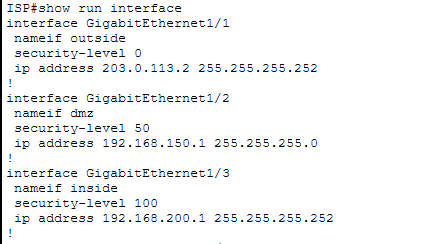 ISP#show run interface
interface GigabitEthernet1/1
nameif outside
security-level 0
ip address 203.0.113.2 255.255.255.252
!
interface GigabitEthernet1/2
nameif dmz
security-level 50
ip address 192.168.150.1 255.255.255.0
!
interface GigabitEthernet1/3
nameif inside
security-level 100
ip address 192.168.200.1 255.255.255.252
!